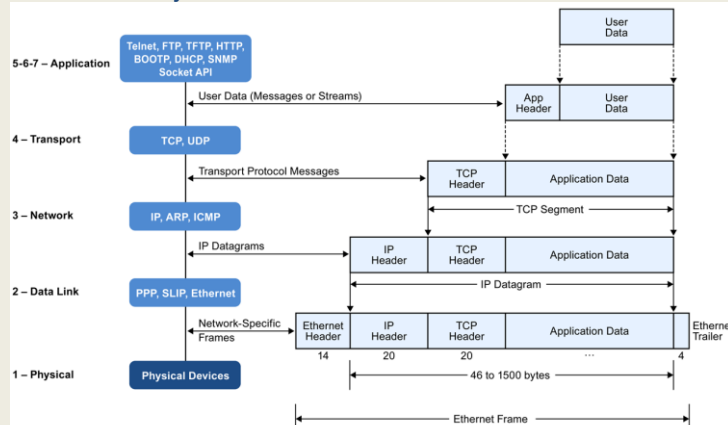 User
Data
Telnet, FTP, TFTP, HTTP,
BOOTP, DHCP, SNMP
Socket API
5-6-7 – Application
User Data (Messages or Streams)
App
Header
User
Data
4 – Transport
TCP, UDP
Transport Protocol Messages
TCP
Header
Application Data
TCP Segment
3 – Network
IP, ARP, ICMP
IP Datagrams
IP
Header
TCP
Header
Application Data
IP Datagram
2 – Data Link
PPP, SLIP, Ethernet
Network-Specific
Frames
Ethernet
Header
IP
Header
TCP
Header
Application Data
Ethernet
Trailer
14
20
20
...
4
1 – Physical
Physical Devices
46 to 1500 bytes
Ethernet Frame